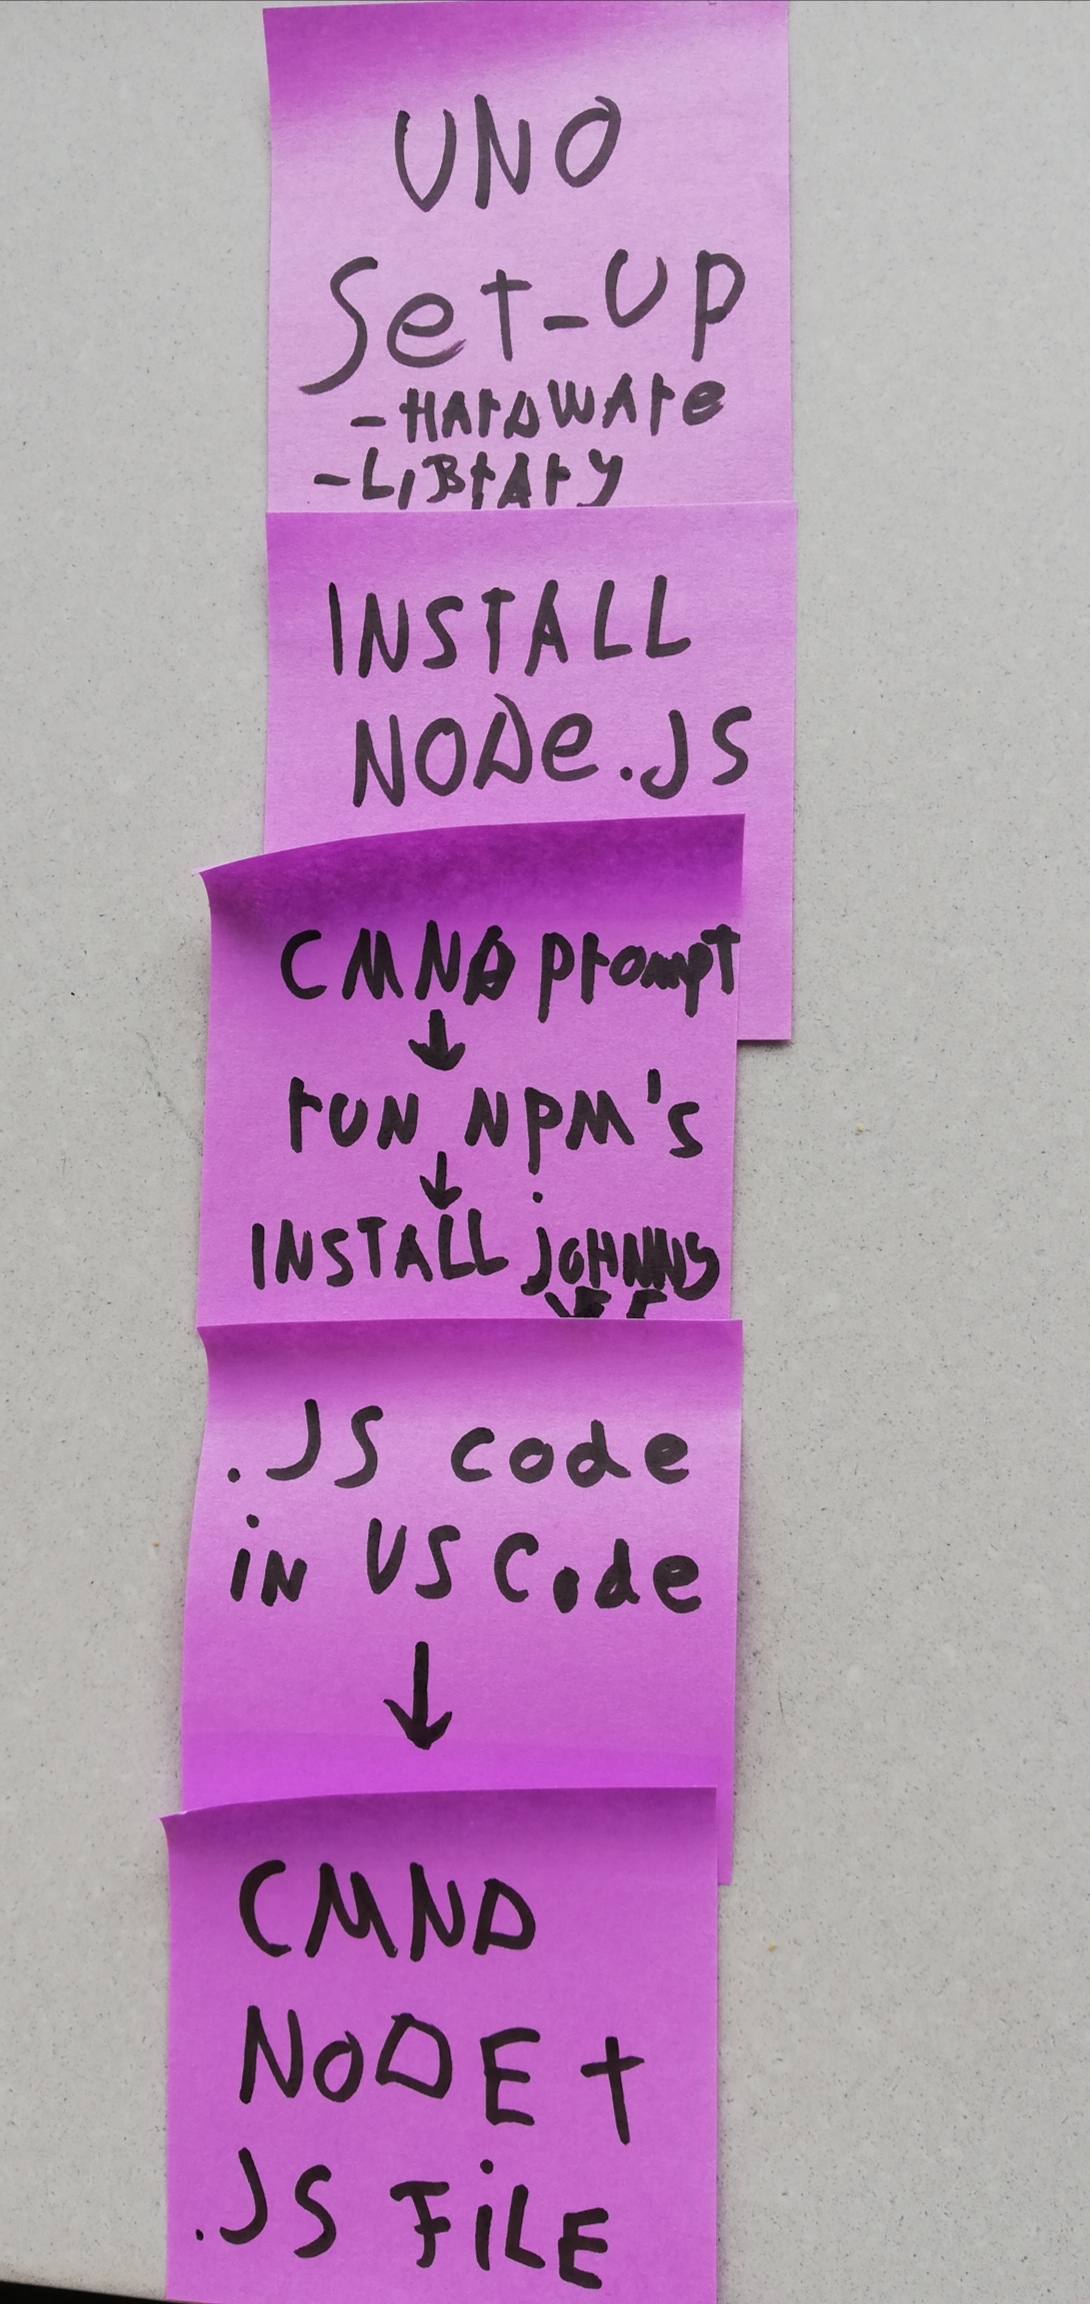 UNO
Set-UP
-HArDWAre
-LiBrArY
INSTALL
NODe.JS
CMND prompt
↓
rUN NPM's
↓
INSTALL jOHNNY
.JS code
iN VS Code
↓
CMND
NODE +
.JS FiLE